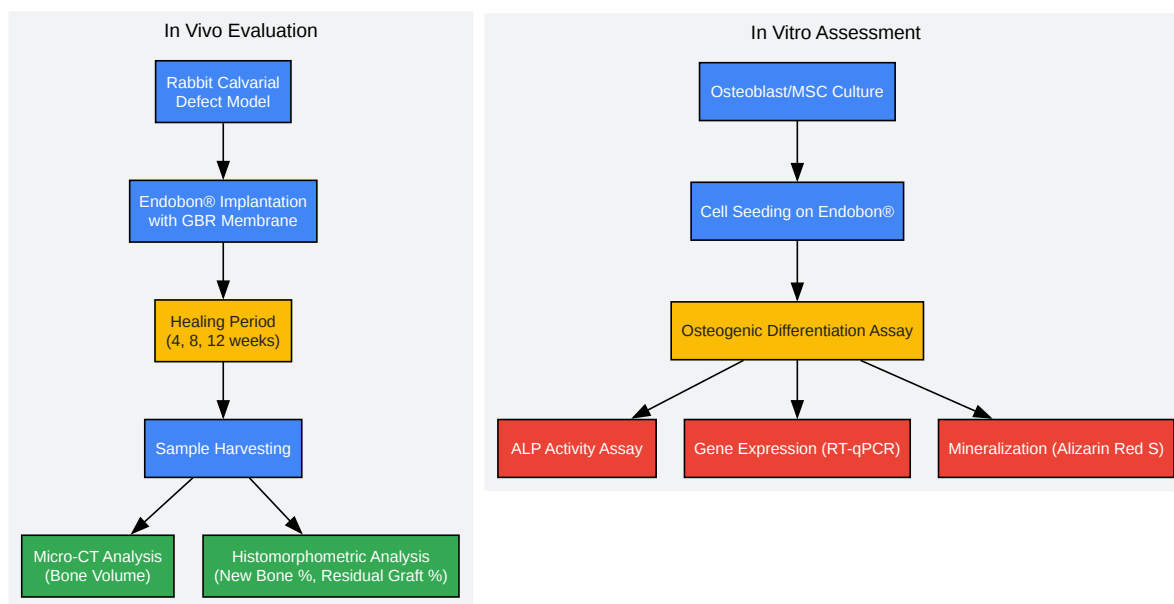 In Vivo Evaluation
Rabbit Calvarial
Defect Model
Endobon® Implantation
with GBR Membrane
Healing Period
(4, 8, 12 weeks)
Sample Harvesting
Micro-CT Analysis
(Bone Volume)
Histomorphometric Analysis
(New Bone %, Residual Graft %)
In Vitro Assessment
Osteoblast/MSC Culture
Cell Seeding on Endobon®
Osteogenic Differentiation Assay
ALP Activity Assay
Gene Expression (RT-qPCR)
Mineralization (Alizarin Red S)